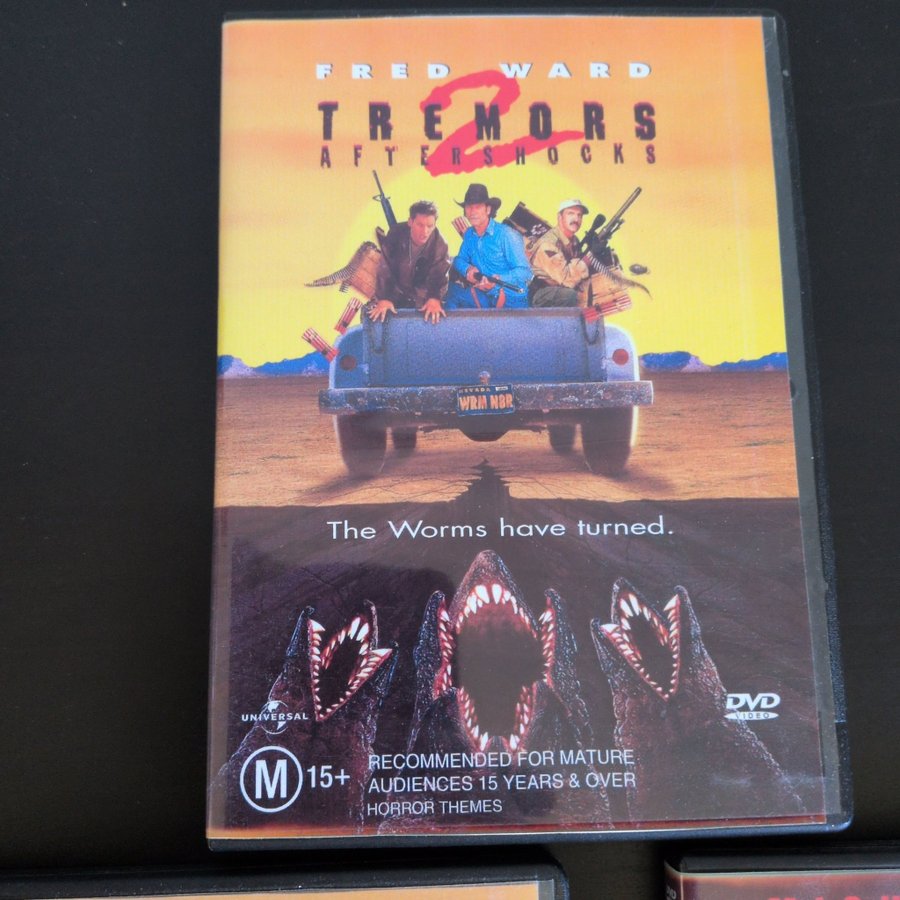 FRED WARD
TREMORS
2
AFTERSHOCKS
NEVADA
WRM NBR
The Worms have turned.
UNIVERSAL
DVD
VIDEO
M 15+
RECOMMENDED FOR MATURE
AUDIENCES 15 YEARS & OVER
HORROR THEMES